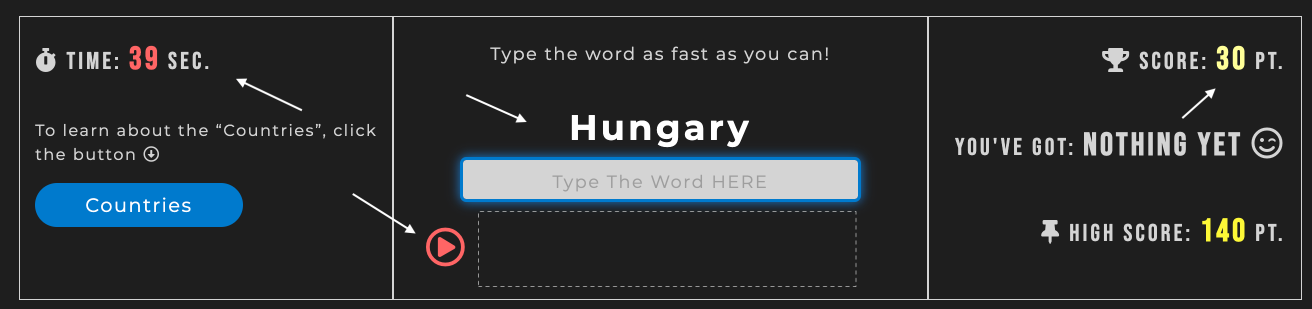 TIME: 39 SEC.
To learn about the “Countries”, click
the button
Countries
Type the word as fast as you can!
Hungary
Type The Word HERE
SCORE: 30 PT.
YOU'VE GOT: NOTHING YET
HIGH SCORE: 140 PT.